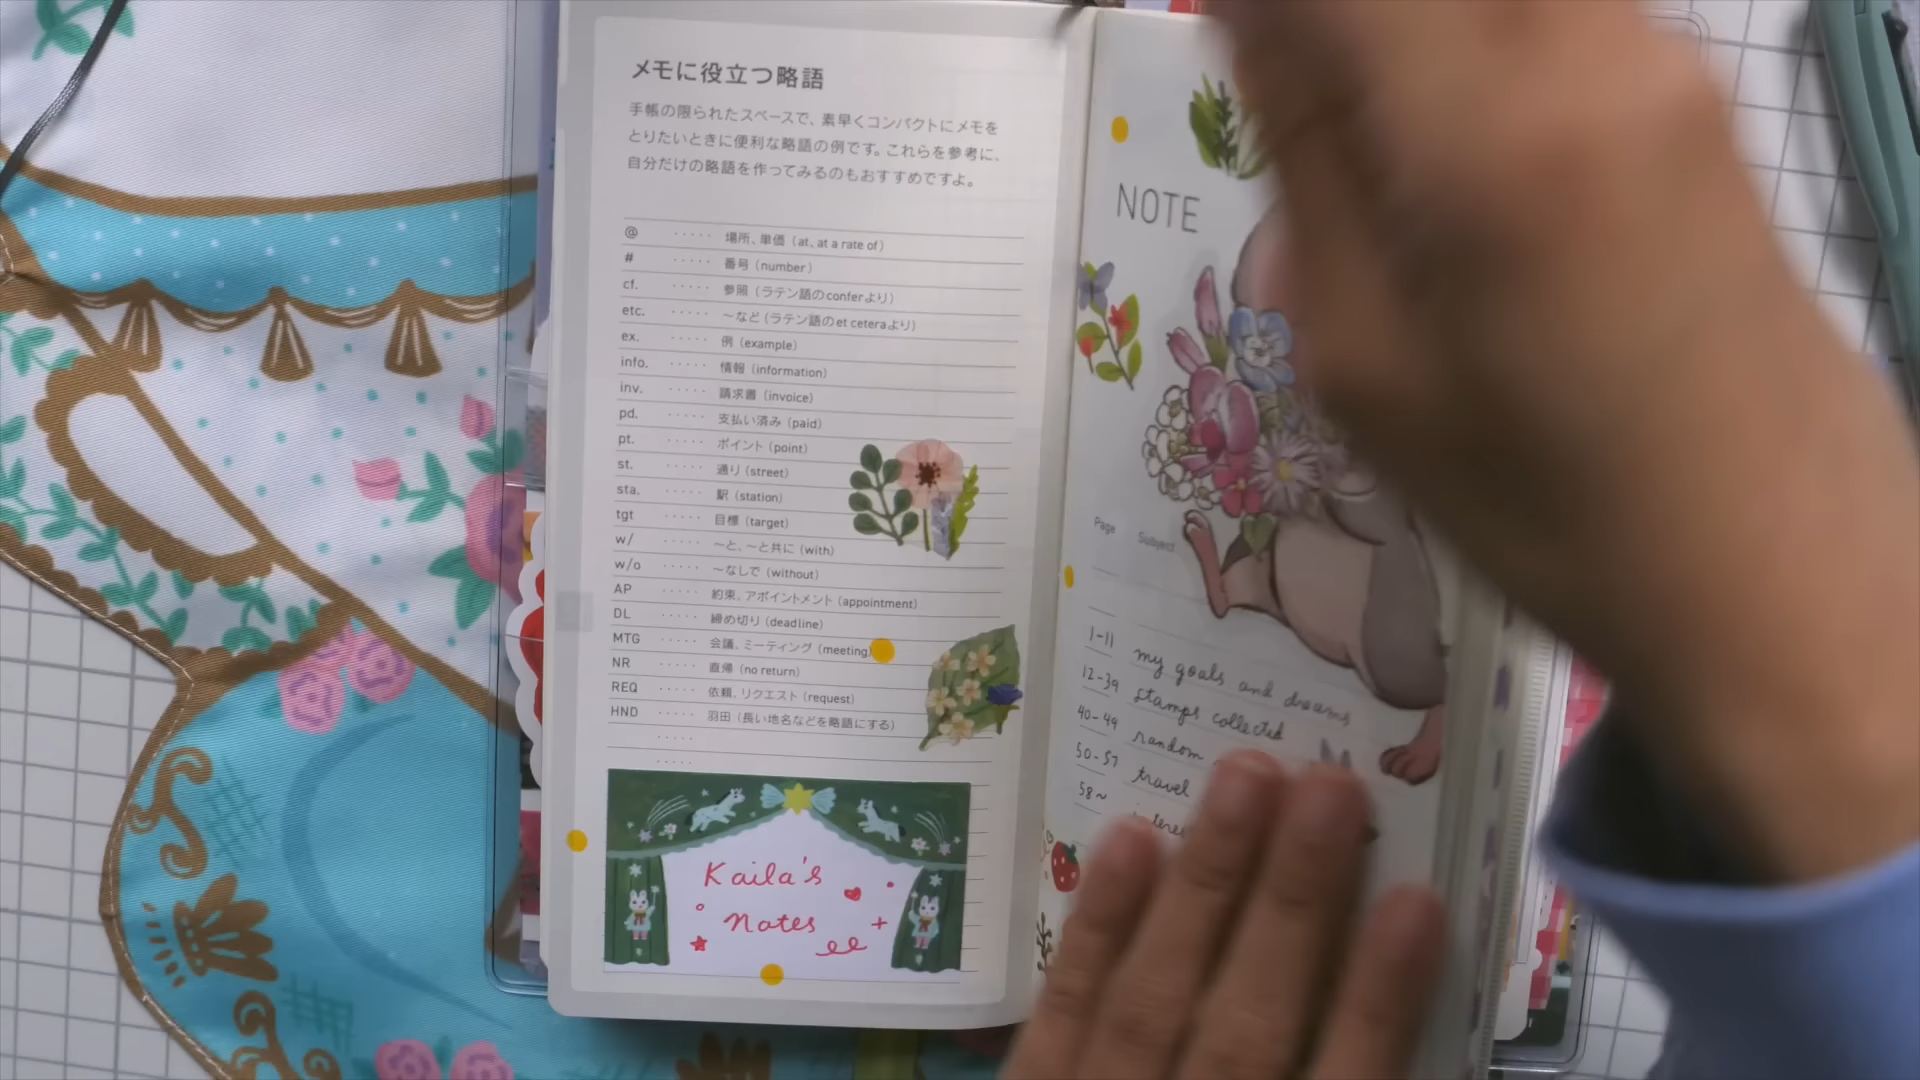 メモに役立つ略語
手帳の限られたスペースで、素早くコンパクトにメモを
とりたいときに便利な略語の例です。これらを参考に、
自分だけの略語を作ってみるのもおすすめですよ。
@ ····· 場所、単価（at、at a rate of）
# ····· 番号（number）
cf. ····· 参照（ラテン語のconferより）
etc. ····· ～など（ラテン語のet ceteraより）
ex. ····· 例（example）
info. ····· 情報（information）
inv. ····· 請求書（invoice）
pd. ····· 支払い済み（paid）
pt. ····· ポイント（point）
st. ····· 通り（street）
sta. ····· 駅（station）
tgt ····· 目標（target）
w/ ····· ～と、～と共に（with）
w/o ····· ～なしで（without）
AP ····· 約束、アポイントメント（appointment）
DL ····· 締め切り（deadline）
MTG ····· 会議、ミーティング（meeting）
NR ····· 直帰（no return）
REQ ····· 依頼、リクエスト（request）
HND ····· 羽田（長い地名などを略語にする）
·····
·····
Kaila's
Notes
NOTE
Page Subject
1-11 my goals and dreams
12-39 stamps collected
40-49 random
50-57 travel
58~